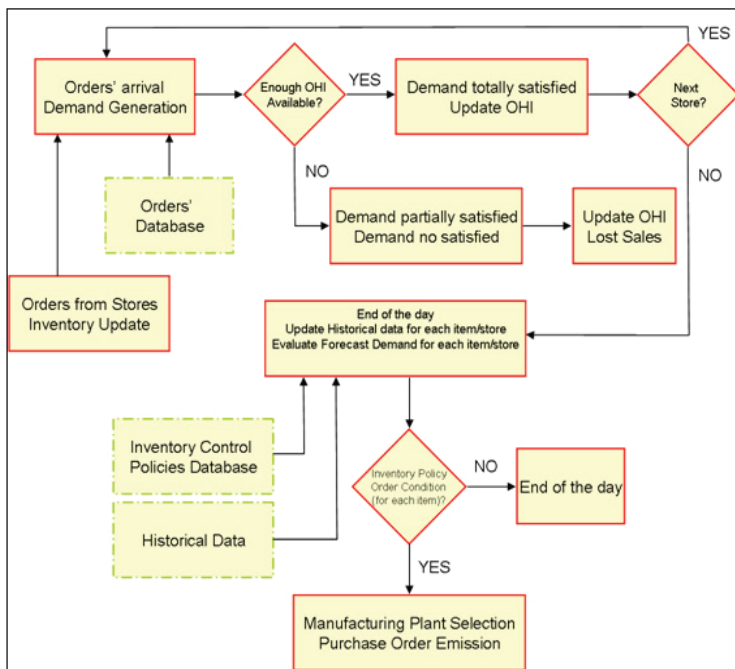 YES
Orders' arrival
Demand Generation
Enough OHI
Available?
YES
Demand totally satisfied
Update OHI
Next
Store?
NO
NO
Orders'
Database
Demand partially satisfied
Demand no satisfied
Update OHI
Lost Sales
Orders from Stores
Inventory Update
End of the day
Update Historical data for each item/store
Evaluate Forecast Demand for each item/store
Inventory Control
Policies Database
Inventory Policy
Order Condition
(for each item)?
NO
End of the day
Historical Data
YES
Manufacturing Plant Selection
Purchase Order Emission